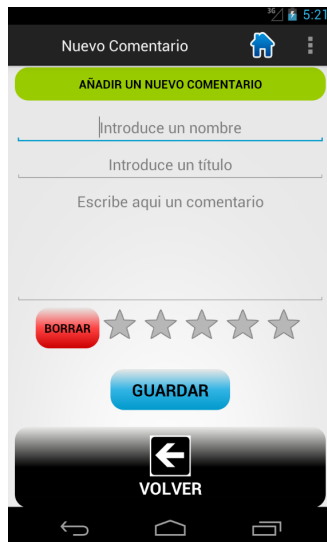 3G 5:21
Nuevo Comentario
AÑADIR UN NUEVO COMENTARIO
Introduce un nombre
Introduce un título
Escribe aqui un comentario
BORRAR
GUARDAR
VOLVER